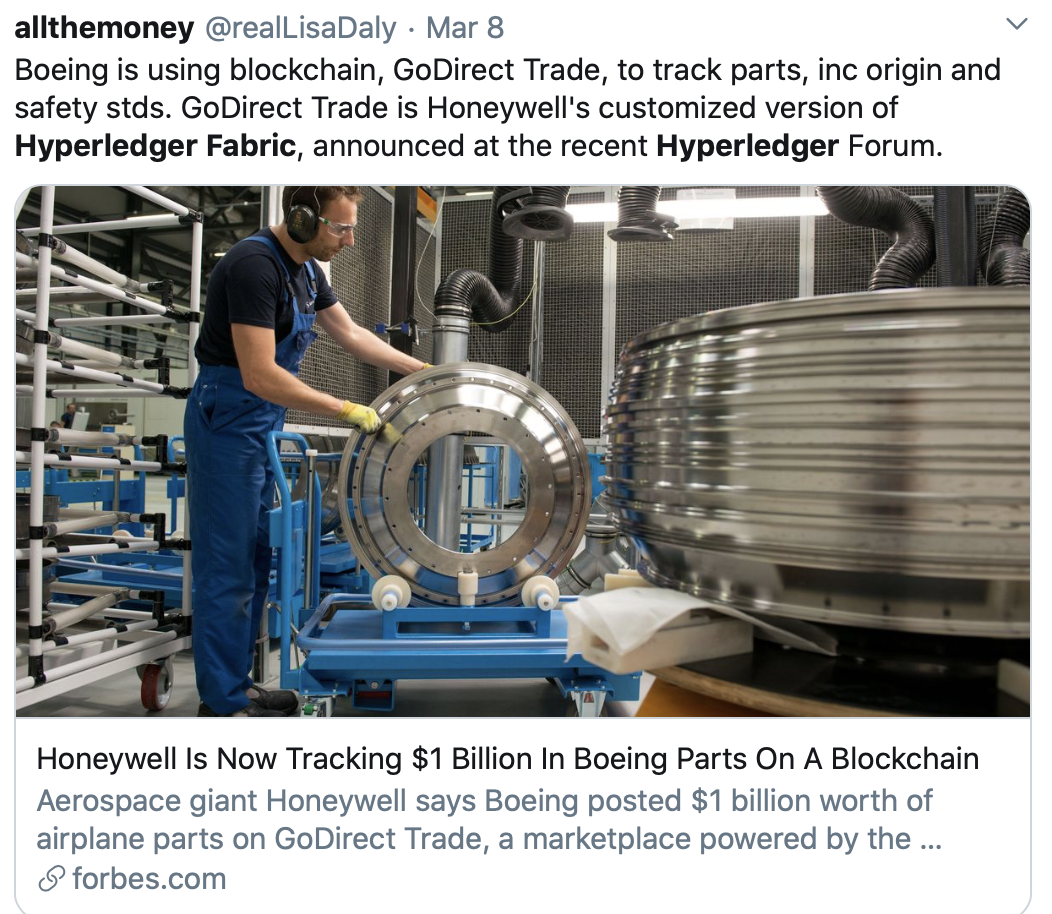 allthemoney @realLisaDaly · Mar 8
Boeing is using blockchain, GoDirect Trade, to track parts, inc origin and
safety stds. GoDirect Trade is Honeywell's customized version of
Hyperledger Fabric, announced at the recent Hyperledger Forum.
Honeywell Is Now Tracking $1 Billion In Boeing Parts On A Blockchain
Aerospace giant Honeywell says Boeing posted $1 billion worth of
airplane parts on GoDirect Trade, a marketplace powered by the ...
forbes.com